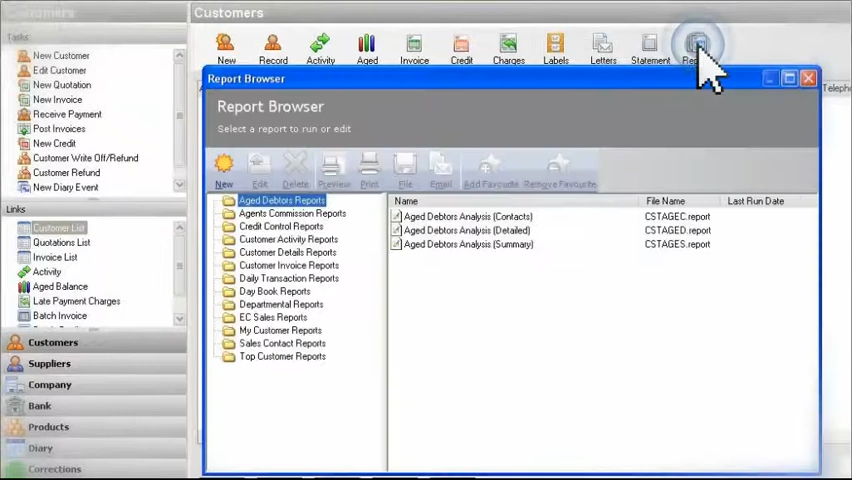 Customers
Tasks
New Customer
Edit Customer
New Quotation
New Invoice
Receive Payment
Post Invoices
New Credit
Customer Write Off/Refund
Customer Refund
New Diary Event
Links
Customer List
Quotations List
Invoice List
Activity
Aged Balance
Late Payment Charges
Batch Invoice
Customers
Suppliers
Company
Bank
Products
Diary
Corrections
Customers
New Record Activity Aged Invoice Credit Charges Labels Letters Statement
Report Browser
Report Browser
Select a report to run or edit
New Edit Delete Preview Print File Email Add Favourite Remove Favourite
Aged Debtors Reports
Agents Commission Reports
Credit Control Reports
Customer Activity Reports
Customer Details Reports
Customer Invoice Reports
Daily Transaction Reports
Day Book Reports
Departmental Reports
EC Sales Reports
My Customer Reports
Sales Contact Reports
Top Customer Reports
Name File Name Last Run Date
Aged Debtors Analysis (Contacts) CSTAGEC.report
Aged Debtors Analysis (Detailed) CSTAGED.report
Aged Debtors Analysis (Summary) CSTAGES.report